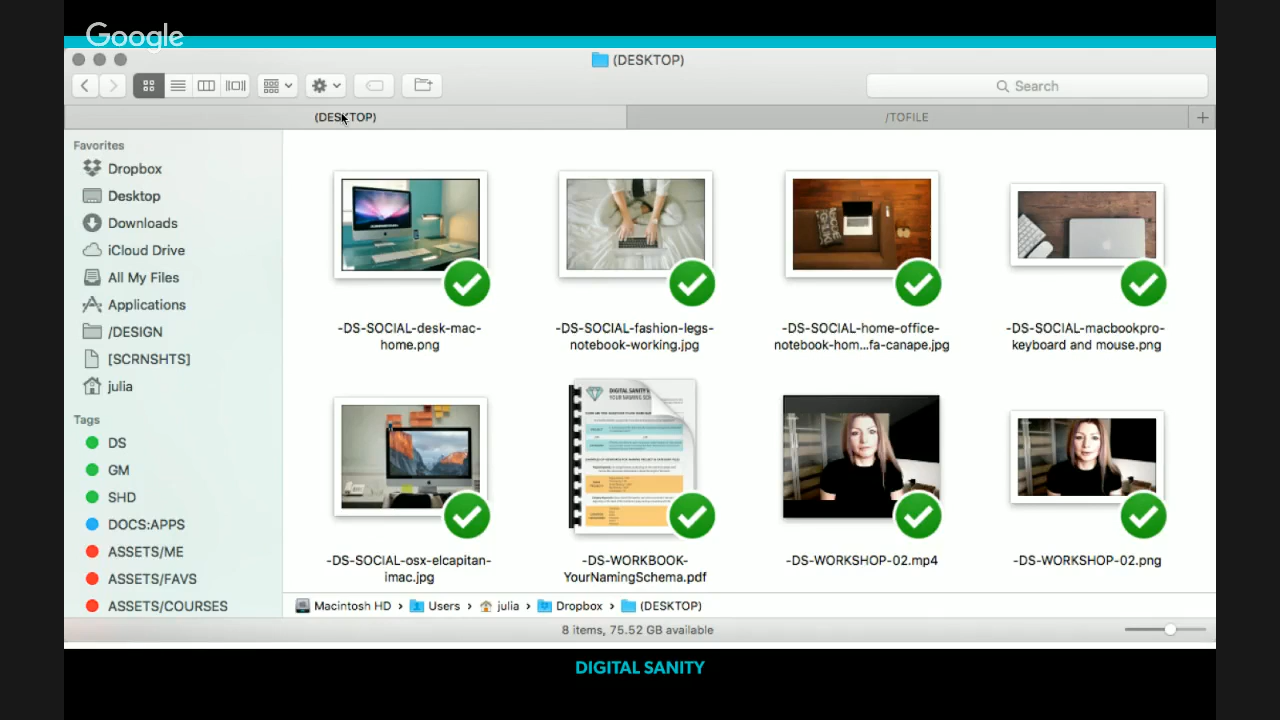 Google
(DESKTOP)
Search
(DESKTOP)
/TOFILE
Favorites
Dropbox
Desktop
Downloads
iCloud Drive
All My Files
Applications
/DESIGN
[SCRNSHTS]
julia
Tags
DS
GM
SHD
DOCS:APPS
ASSETS/ME
ASSETS/FAVS
ASSETS/COURSES
-DS-SOCIAL-desk-mac-
home.png
-DS-SOCIAL-fashion-legs-
notebook-working.jpg
-DS-SOCIAL-home-office-
notebook-hom...fa-canape.jpg
-DS-SOCIAL-macbookpro-
keyboard and mouse.png
DIGITAL SANITY
YOUR NAMING
-DS-SOCIAL-osx-elcapitan-
imac.jpg
-DS-WORKBOOK-
YourNamingSchema.pdf
-DS-WORKSHOP-02.mp4
-DS-WORKSHOP-02.png
Macintosh HD › Users › julia › Dropbox › (DESKTOP)
8 items, 75.52 GB available
DIGITAL SANITY